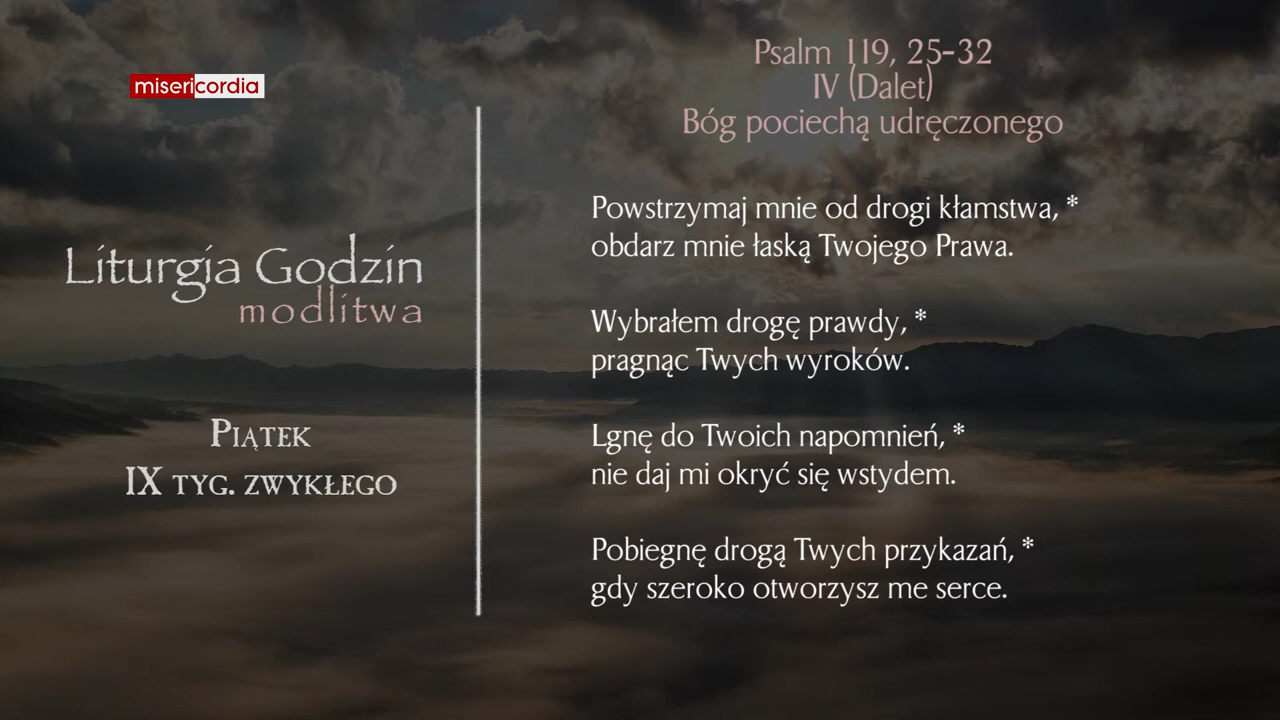 misericordia
Liturgia Godzin
modlitwa
Piątek
IX tyg. zwykłego
Psalm 119, 25-32
IV (Dalet)
Bóg pociechą udręczonego
Powstrzymaj mnie od drogi kłamstwa, *
obdarz mnie łaską Twojego Prawa.
Wybrałem drogę prawdy, *
pragnąc Twych wyroków.
Lgnę do Twoich napomnień, *
nie daj mi okryć się wstydem.
Pobiegnę drogą Twych przykazań, *
gdy szeroko otworzysz me serce.